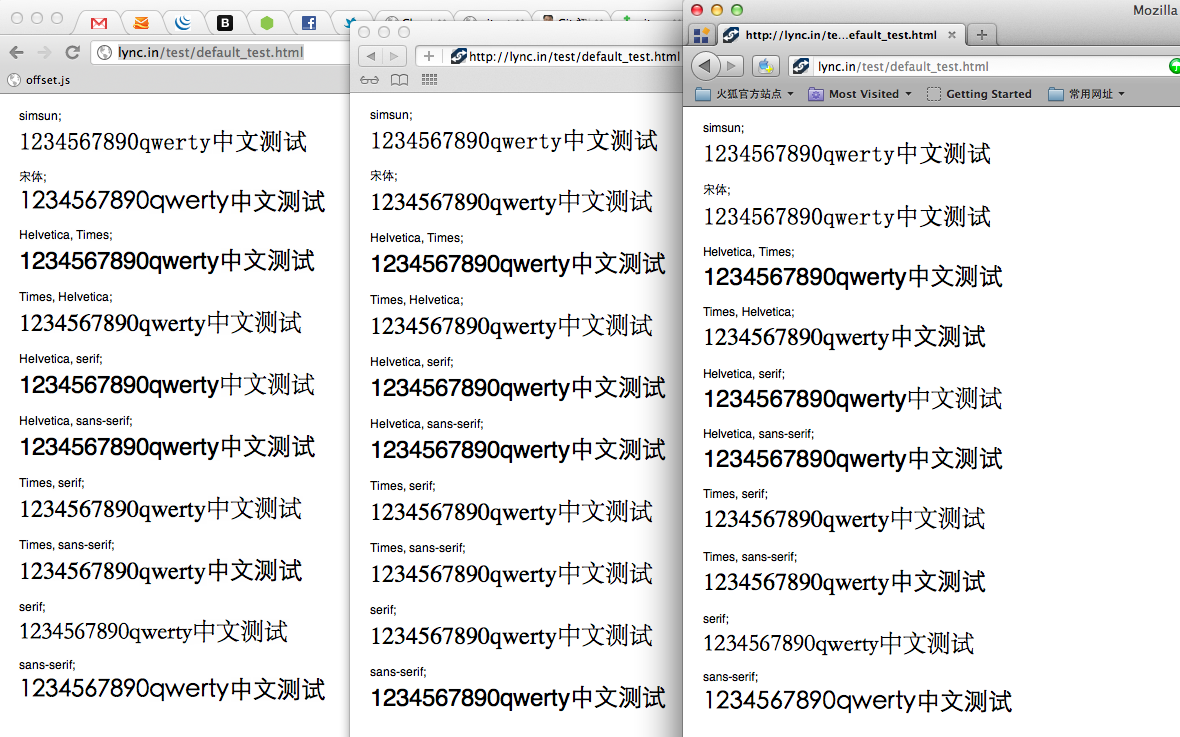 lync.in/test/default_test.html
offset.js
simsun;
1234567890qwerty中文测试
宋体;
1234567890qwerty中文测试
Helvetica, Times;
1234567890qwerty中文测试
Times, Helvetica;
1234567890qwerty中文测试
Helvetica, serif;
1234567890qwerty中文测试
Helvetica, sans-serif;
1234567890qwerty中文测试
Times, serif;
1234567890qwerty中文测试
Times, sans-serif;
1234567890qwerty中文测试
serif;
1234567890qwerty中文测试
sans-serif;
1234567890qwerty中文测试
http://lync.in/test/default_test.html
simsun;
1234567890qwerty中文测试
宋体;
1234567890qwerty中文测试
Helvetica, Times;
1234567890qwerty中文测试
Times, Helvetica;
1234567890qwerty中文测试
Helvetica, serif;
1234567890qwerty中文测试
Helvetica, sans-serif;
1234567890qwerty中文测试
Times, serif;
1234567890qwerty中文测试
Times, sans-serif;
1234567890qwerty中文测试
serif;
1234567890qwerty中文测试
sans-serif;
1234567890qwerty中文测试
Mozilla
http://lync.in/te...efault_test.html
lync.in/test/default_test.html
火狐官方站点 Most Visited Getting Started 常用网址
simsun;
1234567890qwerty中文测试
宋体;
1234567890qwerty中文测试
Helvetica, Times;
1234567890qwerty中文测试
Times, Helvetica;
1234567890qwerty中文测试
Helvetica, serif;
1234567890qwerty中文测试
Helvetica, sans-serif;
1234567890qwerty中文测试
Times, serif;
1234567890qwerty中文测试
Times, sans-serif;
1234567890qwerty中文测试
serif;
1234567890qwerty中文测试
sans-serif;
1234567890qwerty中文测试